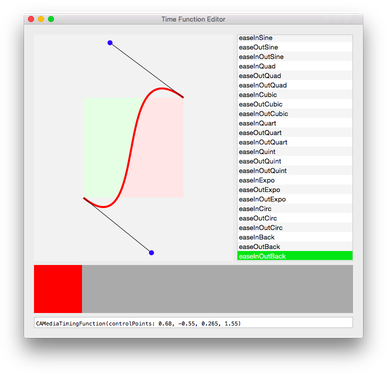 Time Function Editor
easeInSine
easeOutSine
easeInOutSine
easeInQuad
easeOutQuad
easeInOutQuad
easeInCubic
easeOutCubic
easeInOutCubic
easeInQuart
easeOutQuart
easeInOutQuart
easeInQuint
easeOutQuint
easeInOutQuint
easeInExpo
easeOutExpo
easeInOutExpo
easeInCirc
easeOutCirc
easeInOutCirc
easeInBack
easeOutBack
easeInOutBack
CAMediaTimingFunction(controlPoints: 0.68, -0.55, 0.265, 1.55)